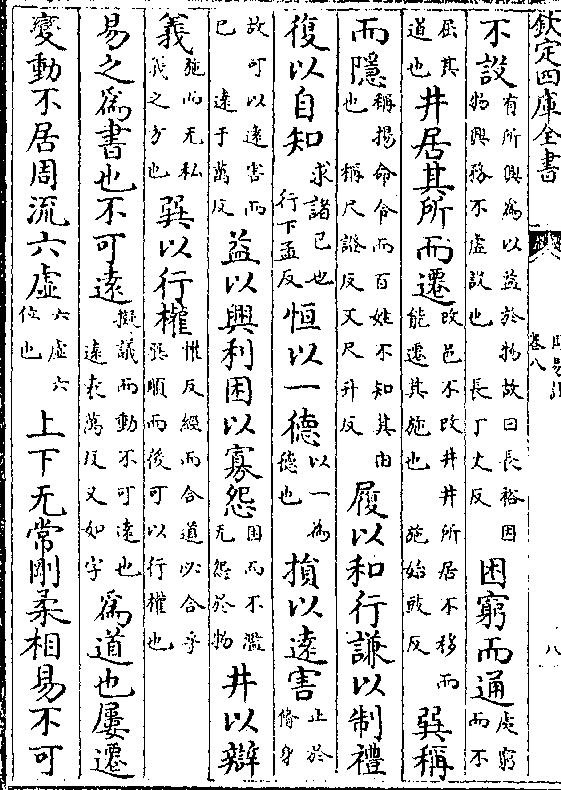 欽定四庫全書
卷八
八
不設有所興為以益於物故曰長裕因物興務不虛設也 長丁丈反 困窮而通處窮而不
屈其道也 井居其所而遷改邑不改井井所居不移而能遷其施也 施始豉反 巽稱
而隱稱揚命令而百姓不知其由也 稱尺證反又尺升反 履以和行謙以制禮
復以自知求諸己也 行下孟反 恒以一德以一為德也 損以遠害止於脩身
故可以遠害而已 遠于萬反 益以興利困以寡怨困而不濫无怨於物 井以辯
義施而无私義之方也 巽以行權權反經而合道必合乎巽順而後可以行權也
易之為書也不可遠擬議而動不可遠也 遠袁萬反又如字 為道也屢遷
變動不居周流六虛六虛六位也 上下无常剛柔相易不可